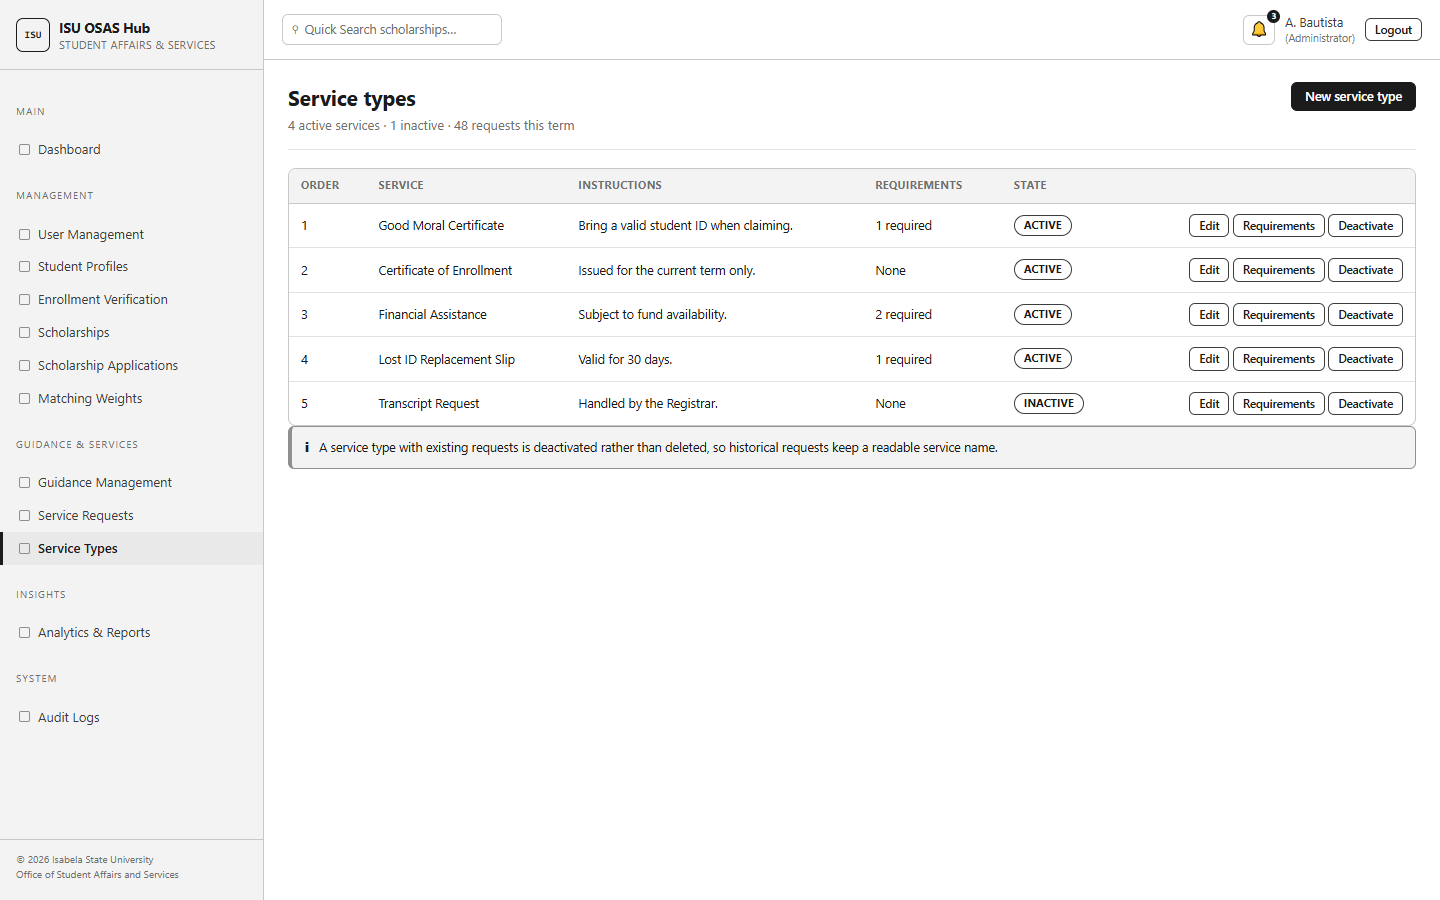 ISU
ISU OSAS Hub
STUDENT AFFAIRS & SERVICES
Quick Search scholarships...
3
A. Bautista
(Administrator)
Logout
MAIN
Dashboard
MANAGEMENT
User Management
Student Profiles
Enrollment Verification
Scholarships
Scholarship Applications
Matching Weights
GUIDANCE & SERVICES
Guidance Management
Service Requests
Service Types
INSIGHTS
Analytics & Reports
SYSTEM
Audit Logs
© 2026 Isabela State University
Office of Student Affairs and Services
Service types
New service type
4 active services · 1 inactive · 48 requests this term
ORDER SERVICE INSTRUCTIONS REQUIREMENTS STATE
1 Good Moral Certificate Bring a valid student ID when claiming. 1 required ACTIVE Edit Requirements Deactivate
2 Certificate of Enrollment Issued for the current term only. None ACTIVE Edit Requirements Deactivate
3 Financial Assistance Subject to fund availability. 2 required ACTIVE Edit Requirements Deactivate
4 Lost ID Replacement Slip Valid for 30 days. 1 required ACTIVE Edit Requirements Deactivate
5 Transcript Request Handled by the Registrar. None INACTIVE Edit Requirements Deactivate
i A service type with existing requests is deactivated rather than deleted, so historical requests keep a readable service name.